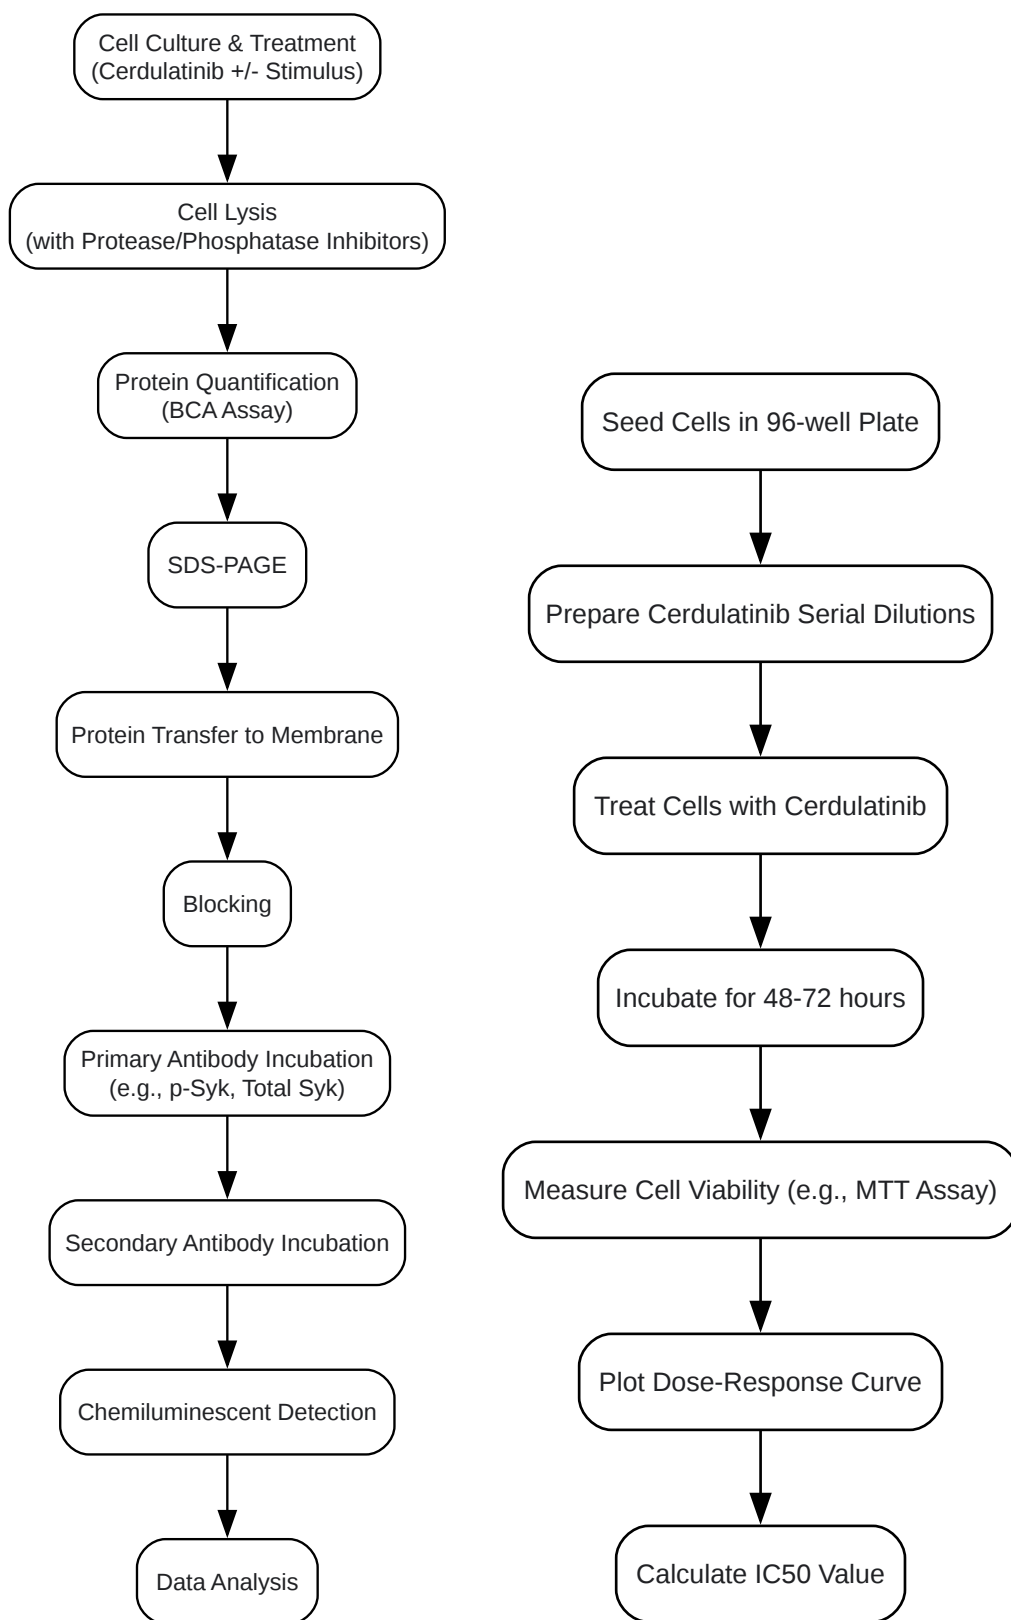 Cell Culture & Treatment
(Cerdulatinib +/- Stimulus)
Cell Lysis
(with Protease/Phosphatase Inhibitors)
Protein Quantification
(BCA Assay)
SDS-PAGE
Protein Transfer to Membrane
Blocking
Primary Antibody Incubation
(e.g., p-Syk, Total Syk)
Secondary Antibody Incubation
Chemiluminescent Detection
Data Analysis
Seed Cells in 96-well Plate
Prepare Cerdulatinib Serial Dilutions
Treat Cells with Cerdulatinib
Incubate for 48-72 hours
Measure Cell Viability (e.g., MTT Assay)
Plot Dose-Response Curve
Calculate IC50 Value